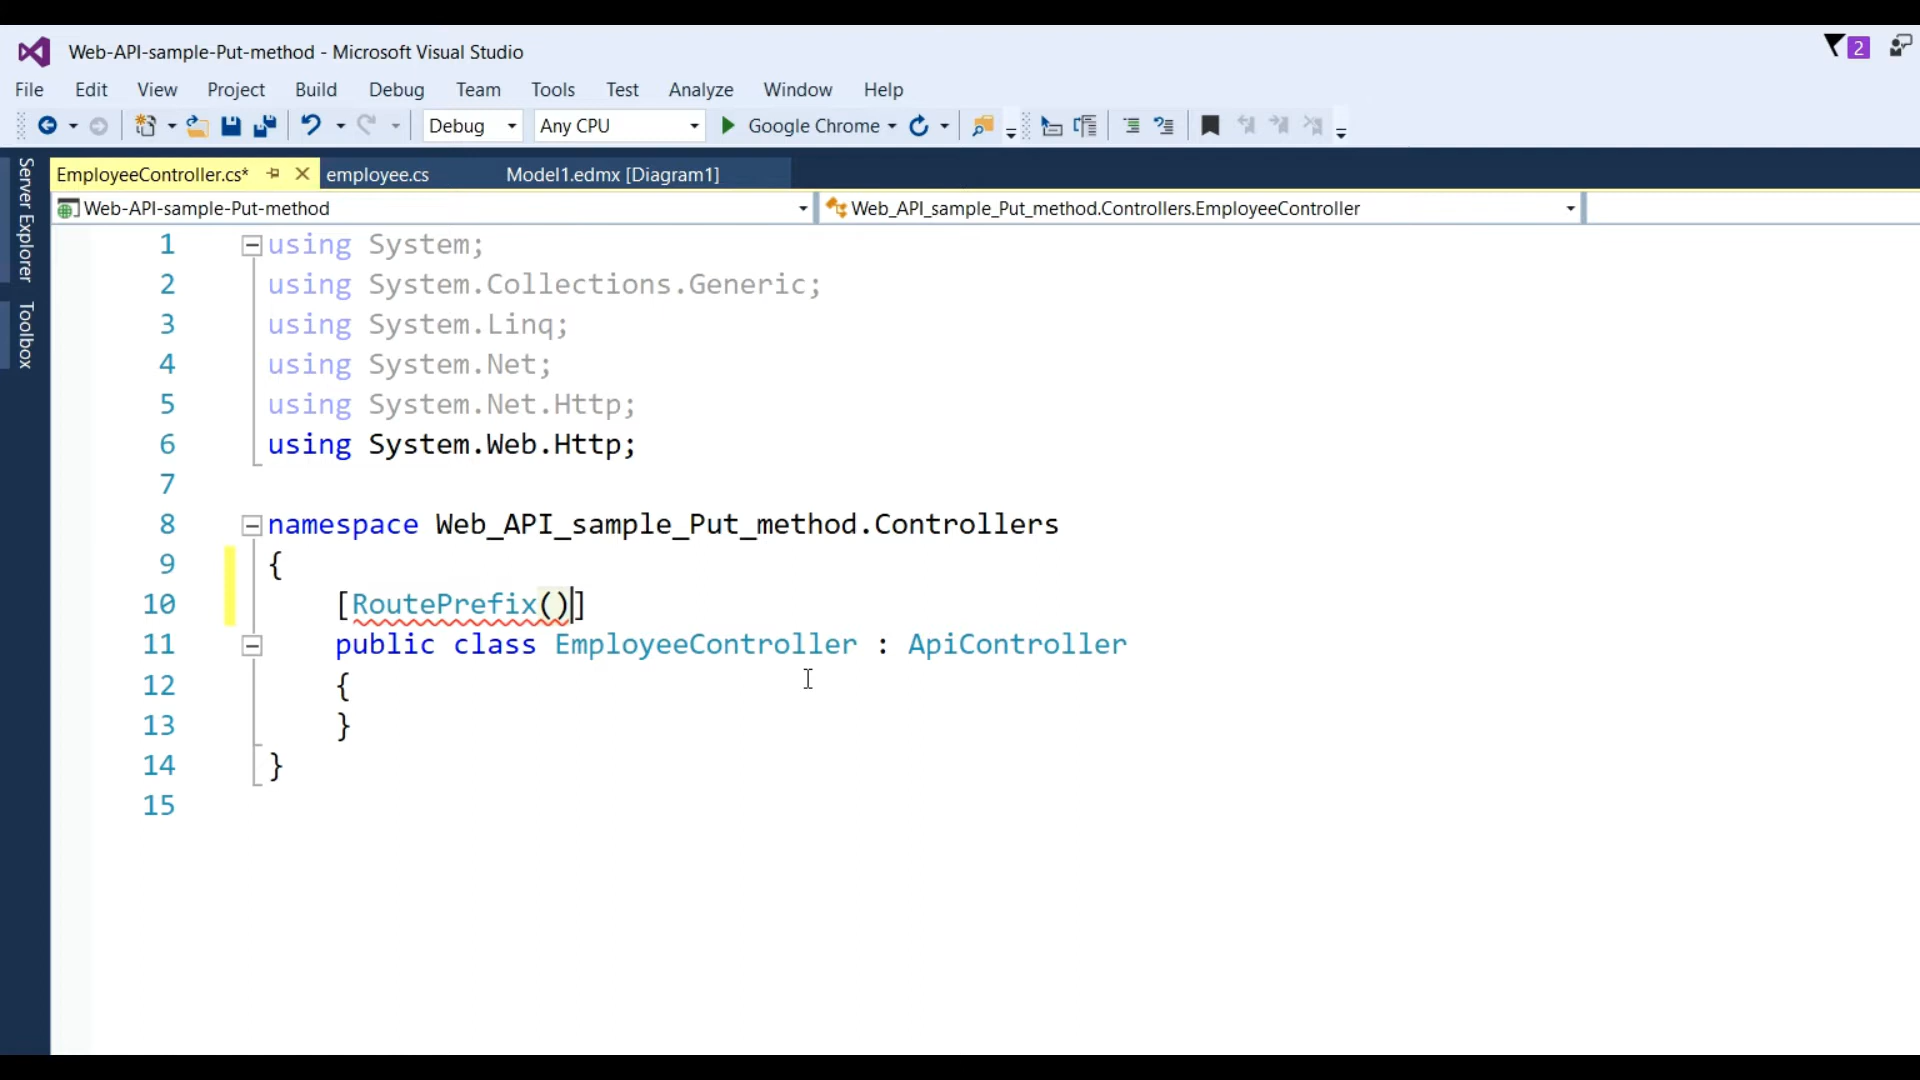 Web-API-sample-Put-method - Microsoft Visual Studio
2
File Edit View Project Build Debug Team Tools Test Analyze Window Help
Debug Any CPU Google Chrome
Server Explorer
Toolbox
EmployeeController.cs* employee.cs Model1.edmx [Diagram1]
Web-API-sample-Put-method Web_API_sample_Put_method.Controllers.EmployeeController
1 using System;
2 using System.Collections.Generic;
3 using System.Linq;
4 using System.Net;
5 using System.Net.Http;
6 using System.Web.Http;
7
8 namespace Web_API_sample_Put_method.Controllers
9 {
10 [RoutePrefix()]
11 public class EmployeeController : ApiController
12 {
13 }
14 }
15